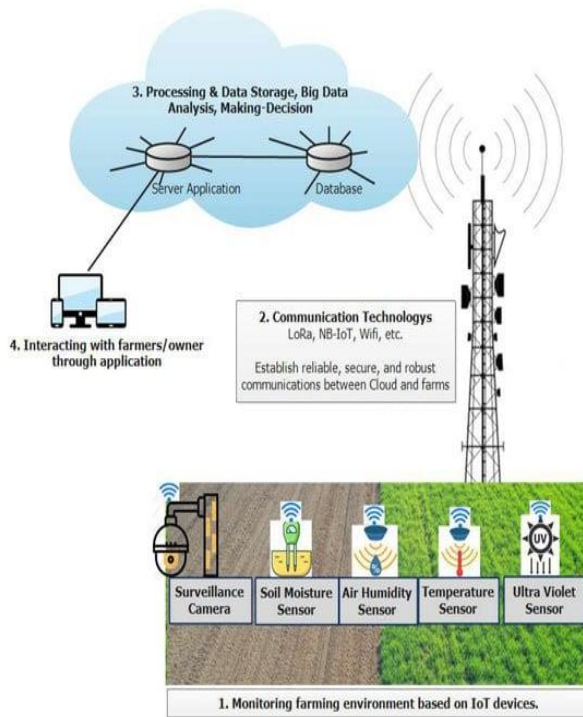 3. Processing & Data Storage, Big Data
Analysis, Making-Decision
Server Application
Database
2. Communication Technologys
LoRa, NB-IoT, Wifi, etc.
Establish reliable, secure, and robust
communications between Cloud and farms
4. Interacting with farmers/owner
through application
UV
Surveillance
Camera
Soil Moisture
Sensor
Air Humidity
Sensor
Temperature
Sensor
Ultra Violet
Sensor
1. Monitoring farming environment based on IoT devices.